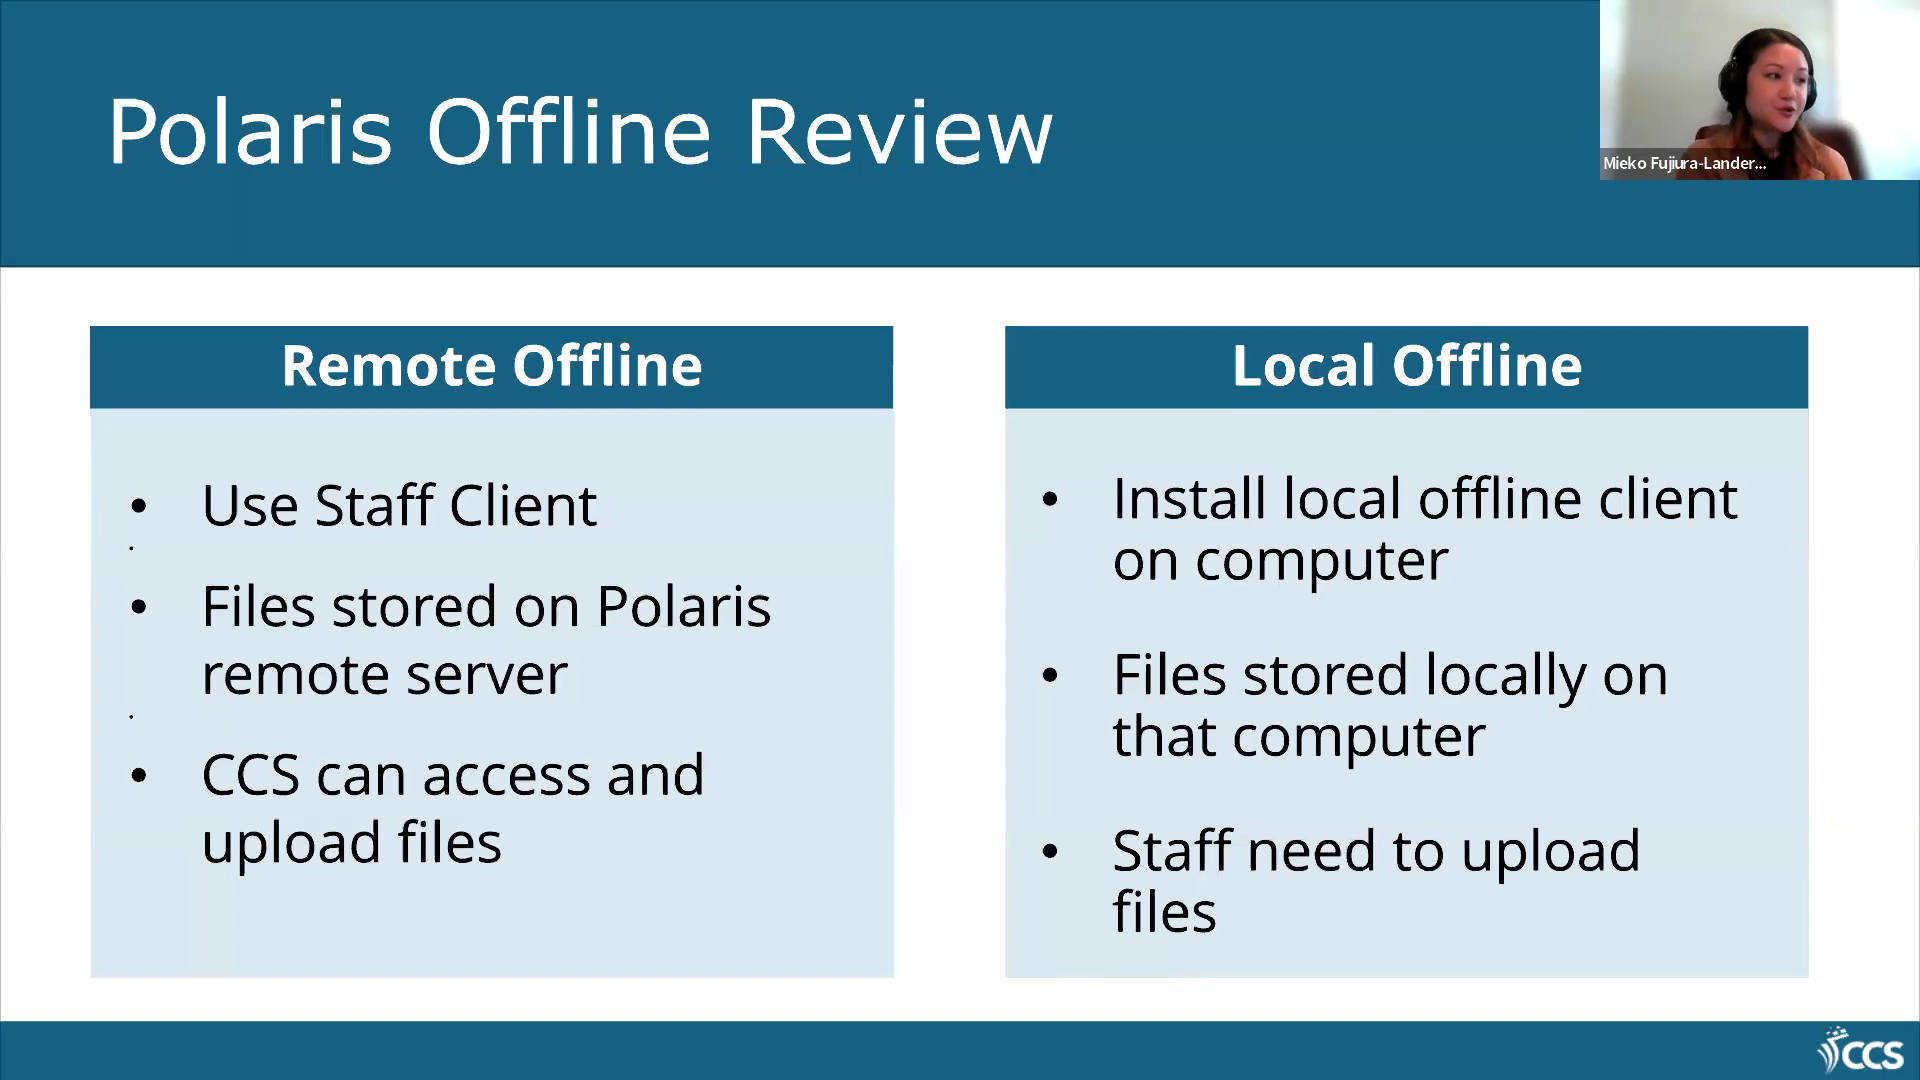 Polaris Offline Review
Mieko Fujiura-Lander...
Remote Offline
• Use Staff Client
• Files stored on Polaris
remote server
• CCS can access and
upload files
Local Offline
• Install local offline client
on computer
• Files stored locally on
that computer
• Staff need to upload
files
CCS